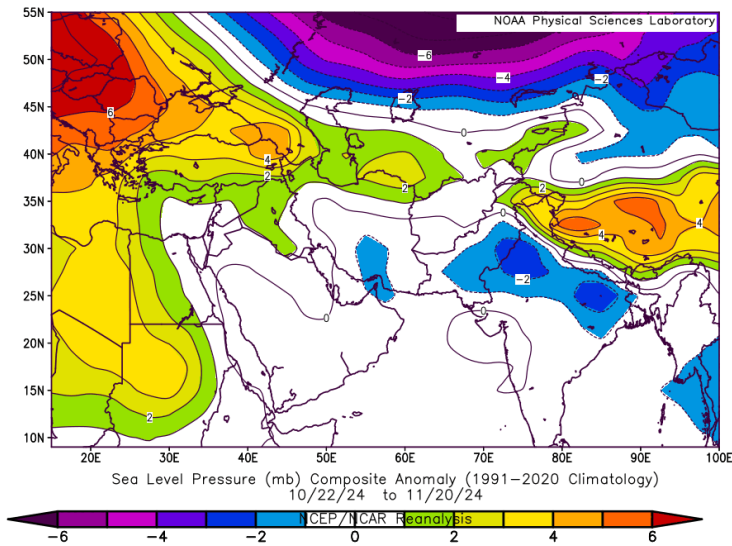 NOAA Physical Sciences Laboratory
55N
50N
45N
40N
35N
30N
25N
20N
15N
10N
-6
-4
-2
-2
0
6
4
2
2
0
2
0
4
4
-2
0
0
2
20E 30E 40E 50E 60E 70E 80E 90E 100E
Sea Level Pressure (mb) Composite Anomaly (1991-2020 Climatology)
10/22/24 to 11/20/24
NCEP/NCAR Reanalysis
-6 -4 -2 0 2 4 6